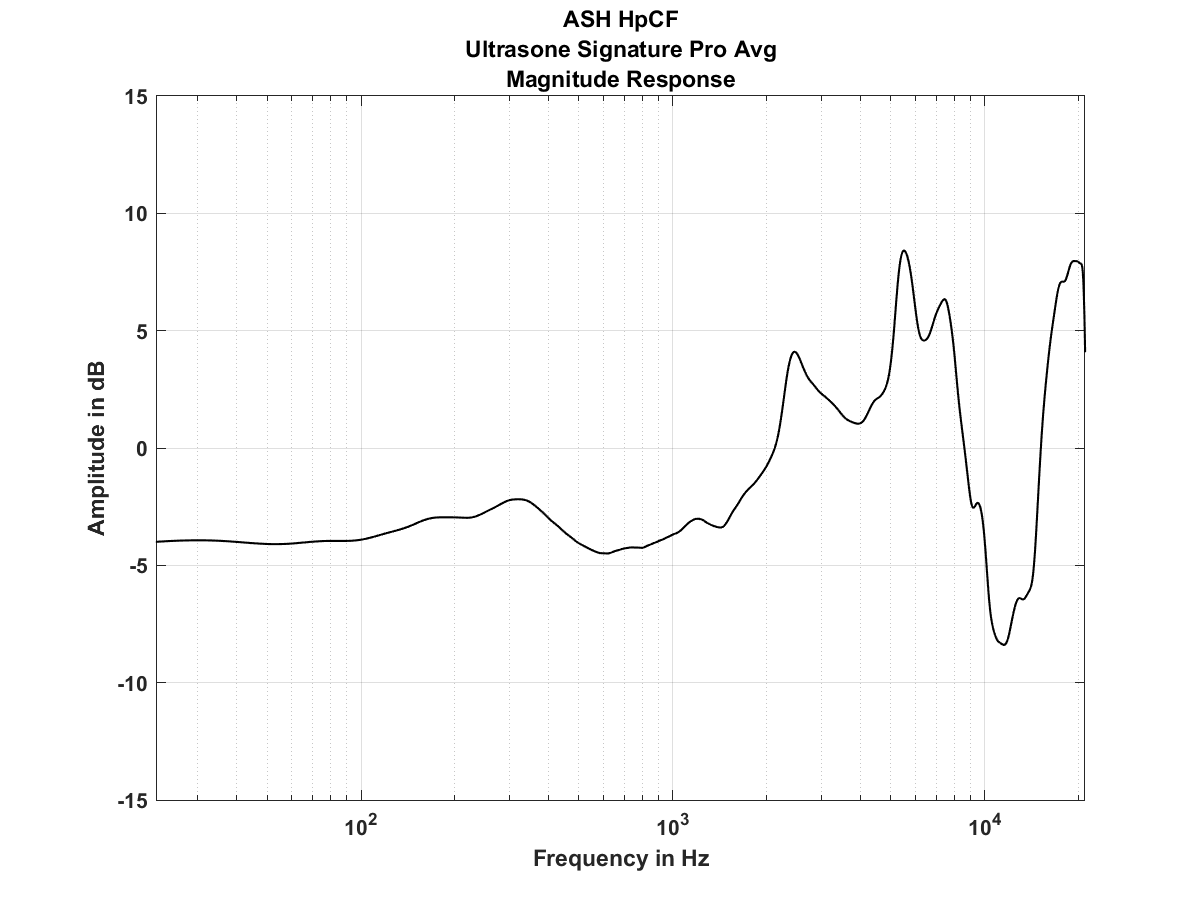 ASH HpCF
Ultrasone Signature Pro Avg
Magnitude Response
15
10
5
0
-5
-10
-15
Amplitude in dB
10²
10³
10⁴
Frequency in Hz